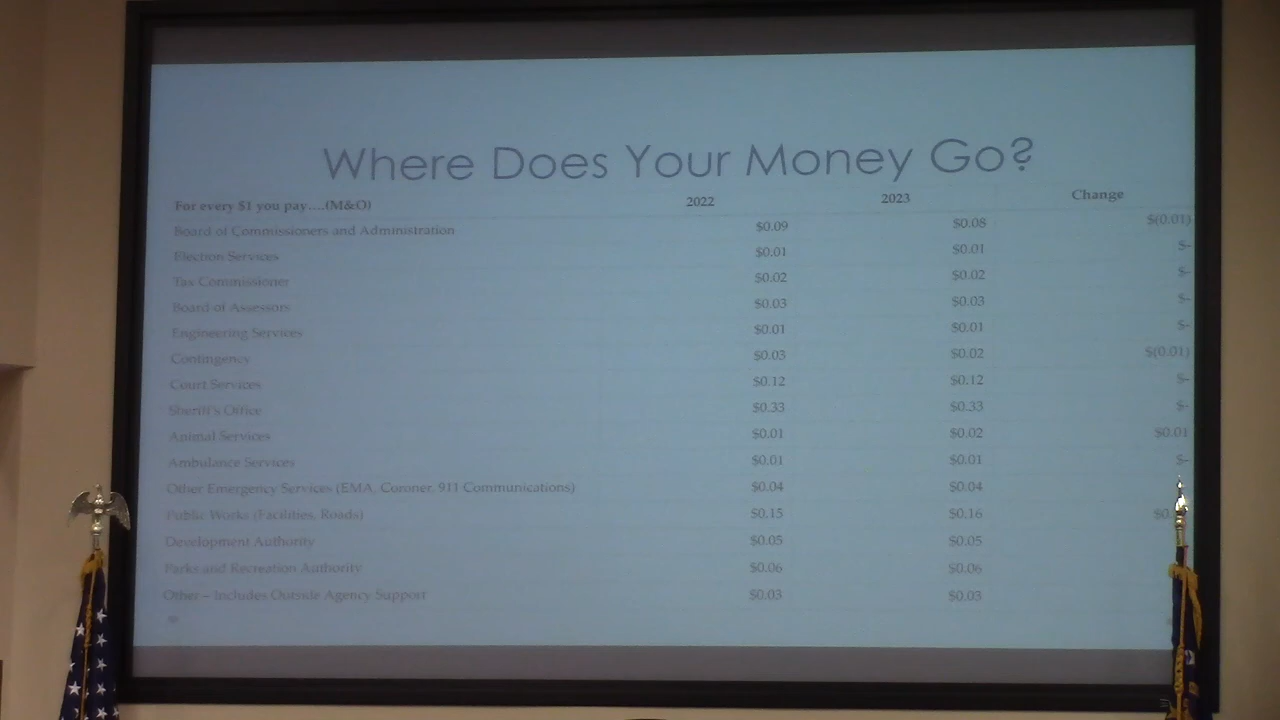 Where Does Your Money Go?
For every $1 you pay....(M&O) 2022 2023 Change
Board of Commissioners and Administration $0.09 $0.08 $(0.01)
Election Services $0.01 $0.01 $-
Tax Commissioner $0.02 $0.02 $-
Board of Assessors $0.03 $0.03 $-
Engineering Services $0.01 $0.01 $-
Contingency $0.03 $0.02 $(0.01)
Court Services $0.12 $0.12 $-
Sheriff's Office $0.33 $0.33 $-
Animal Services $0.01 $0.02 $0.01
Ambulance Services $0.01 $0.01 $-
Other Emergency Services (EMA, Coroner, 911 Communications) $0.04 $0.04
Public Works (Facilities, Roads) $0.15 $0.16
Development Authority $0.05 $0.05
Parks and Recreation Authority $0.06 $0.06
Other – Includes Outside Agency Support $0.03 $0.03